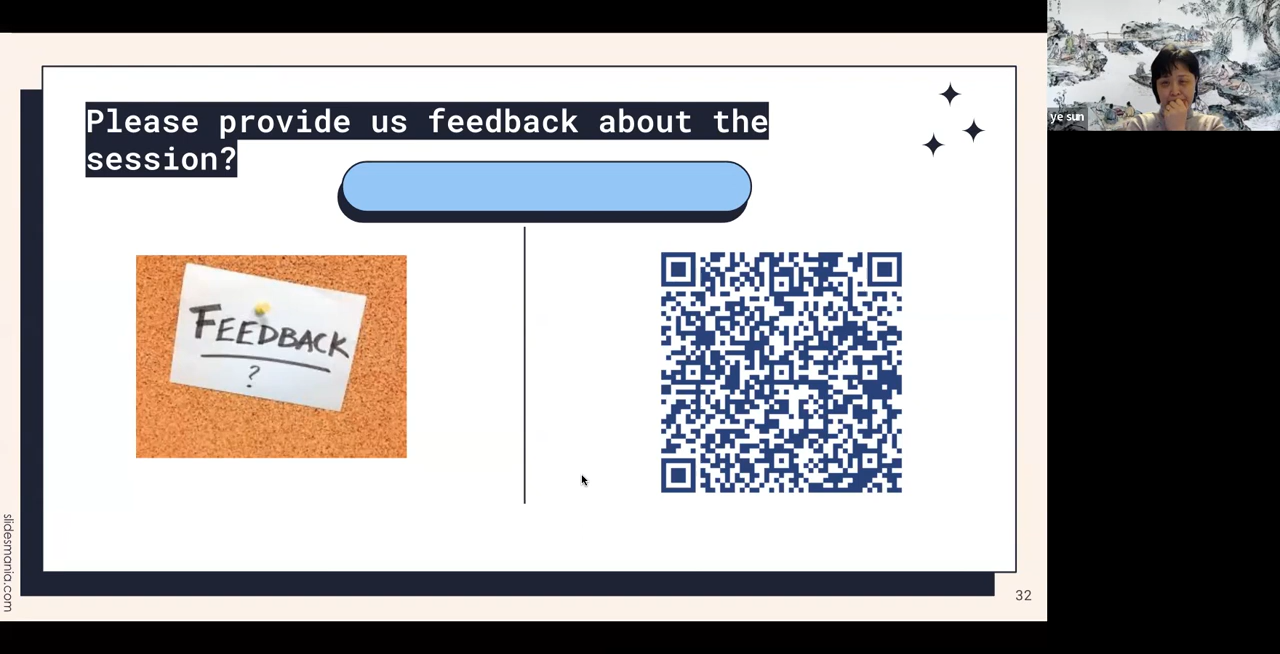 Please provide us feedback about the
session?
ye sun
FEEDBACK
?
slidesmania.com
32